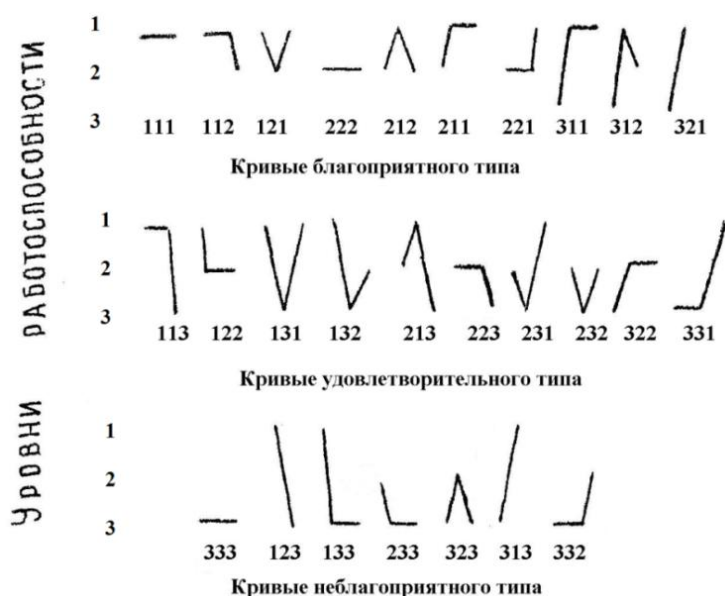 УРОВНИ РАБОТОСПОСОБНОСТИ
1
2
3
111 112 121 222 212 211 221 311 312 321
Кривые благоприятного типа
1
2
3
113 122 131 132 213 223 231 232 322 331
Кривые удовлетворительного типа
1
2
3
333 123 133 233 323 313 332
Кривые неблагоприятного типа